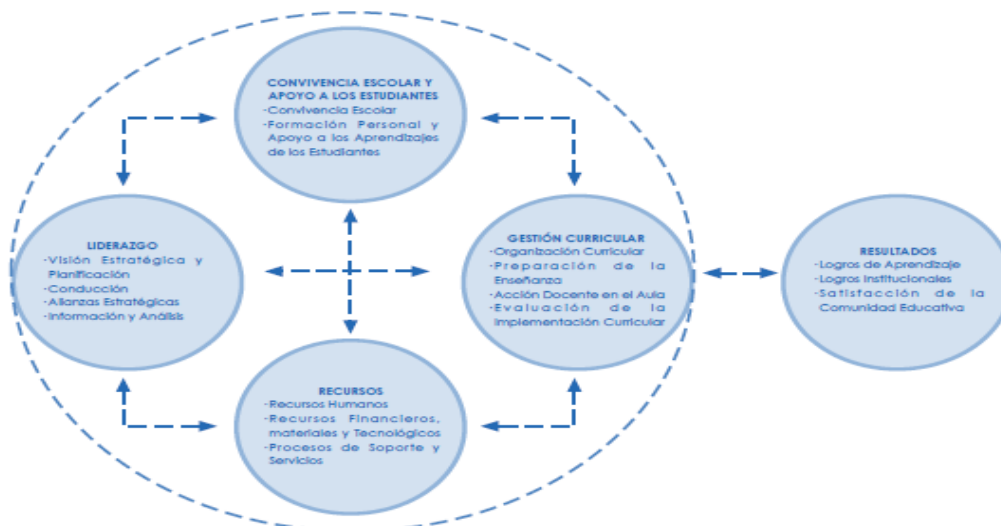 CONVIVENCIA ESCOLAR Y
APOYO A LOS ESTUDIANTES
-Convivencia Escolar
-Formación Personal y
Apoyo a los Aprendizajes
de los Estudiantes
LIDERAZGO
-Visión Estratégica y
Planificación
-Conducción
-Alianzas Estratégicas
-Información y Análisis
GESTIÓN CURRICULAR
-Organización Curricular
-Preparación de la
Enseñanza
-Acción Docente en el Aula
-Evaluación de la
Implementación Curricular
RESULTADOS
-Logros de Aprendizaje
-Logros Institucionales
-Satisfacción de la
Comunidad Educativa
RECURSOS
-Recursos Humanos
-Recursos Financieros,
materiales y Tecnológicos
-Procesos de Soporte y
Servicios